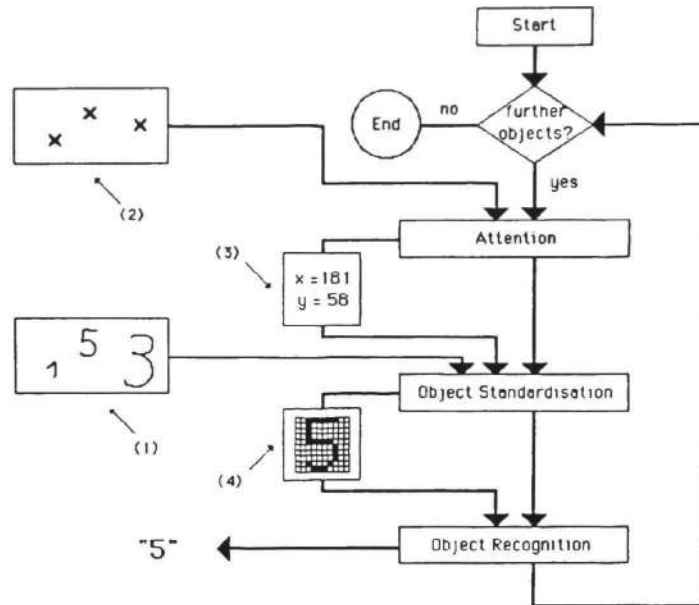 Start
no
End
further
objects?
yes
(2)
Attention
(3)
x = 181
y = 58
1 5 3
Object Standardisation
(1)
5
(4)
"5"
Object Recognition